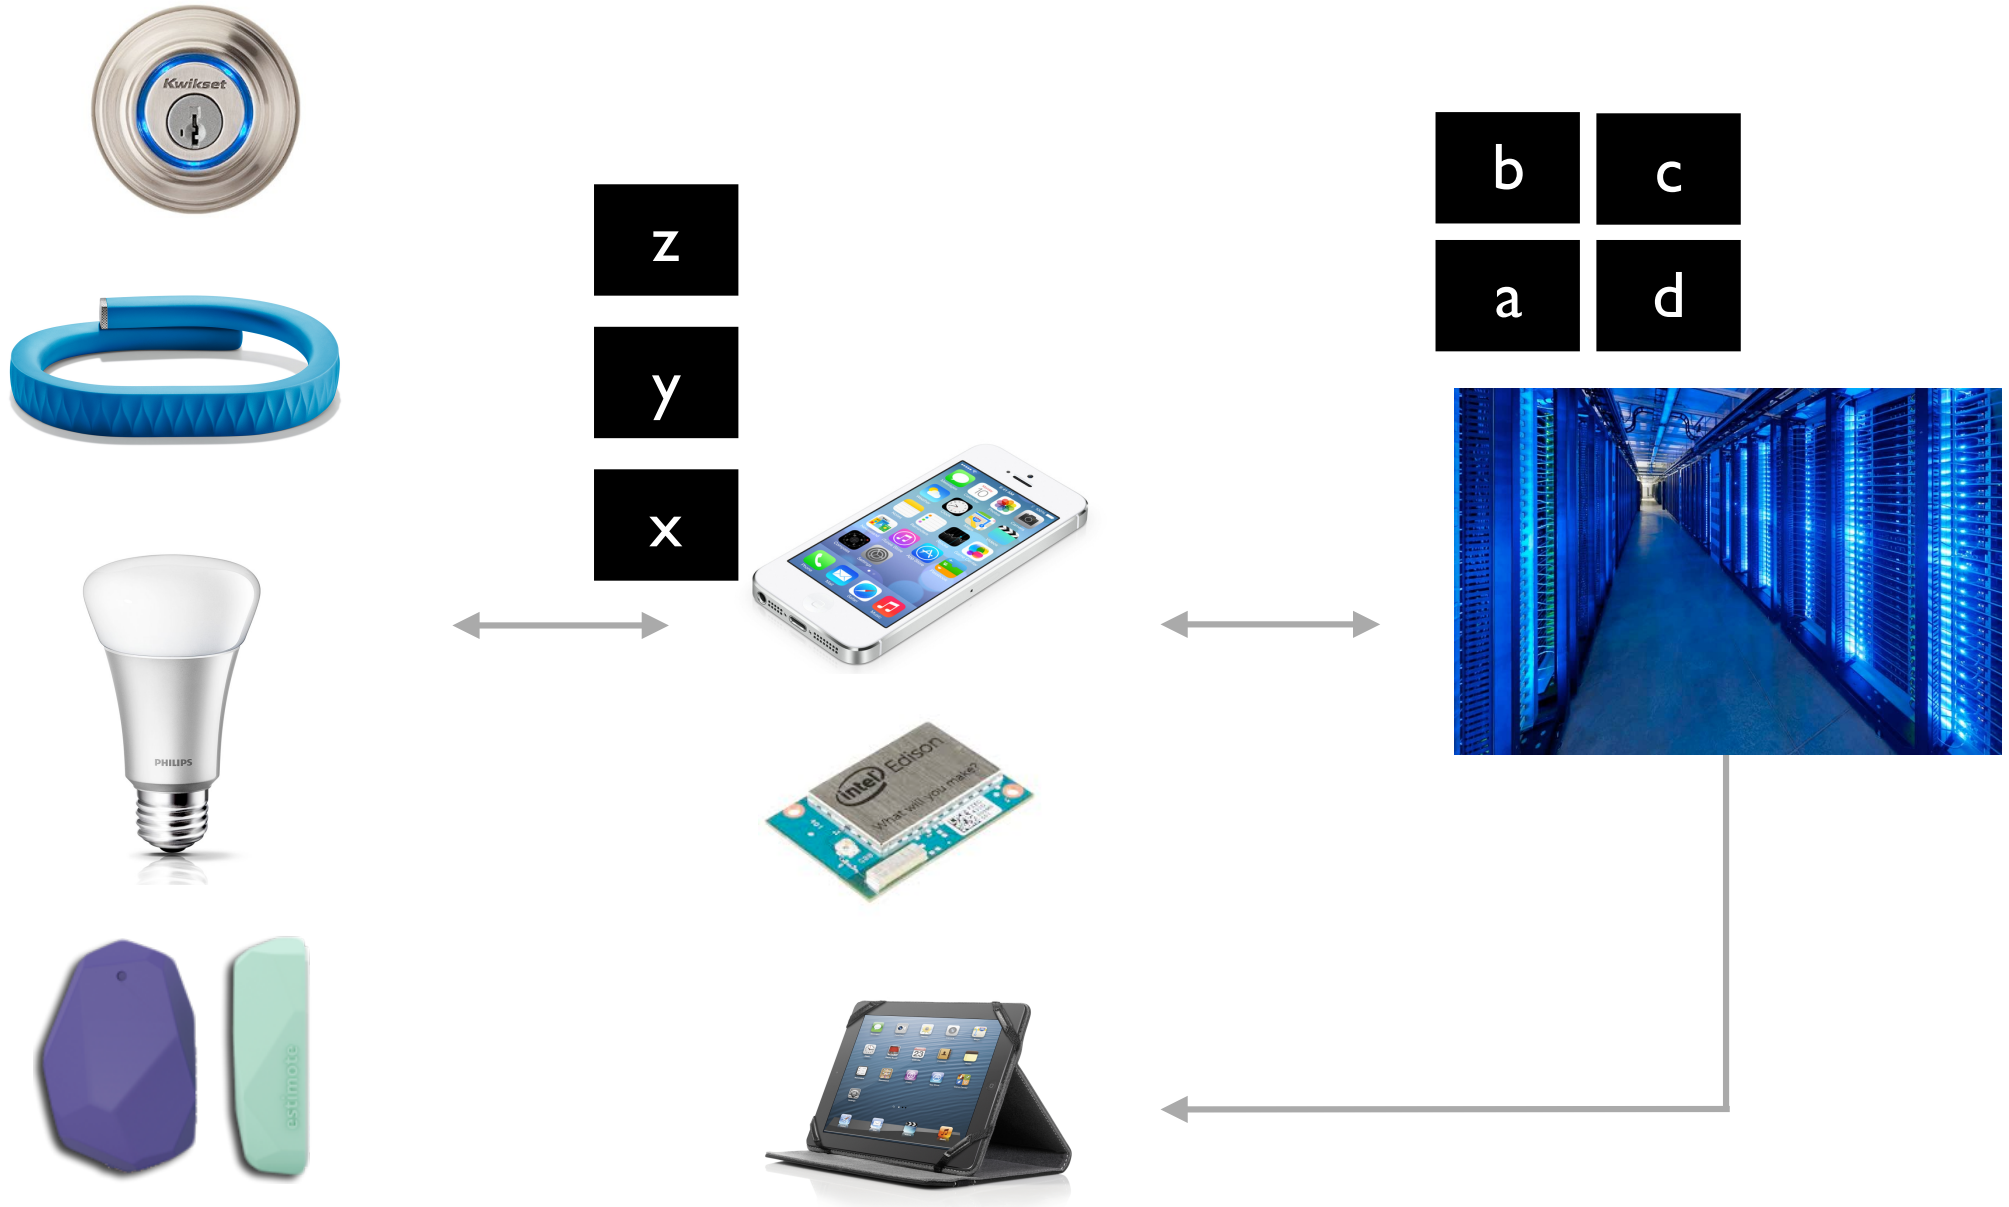 Kwikset
b
c
z
a
d
y
x
PHILIPS
intel
Edison
What will you make?
estimote